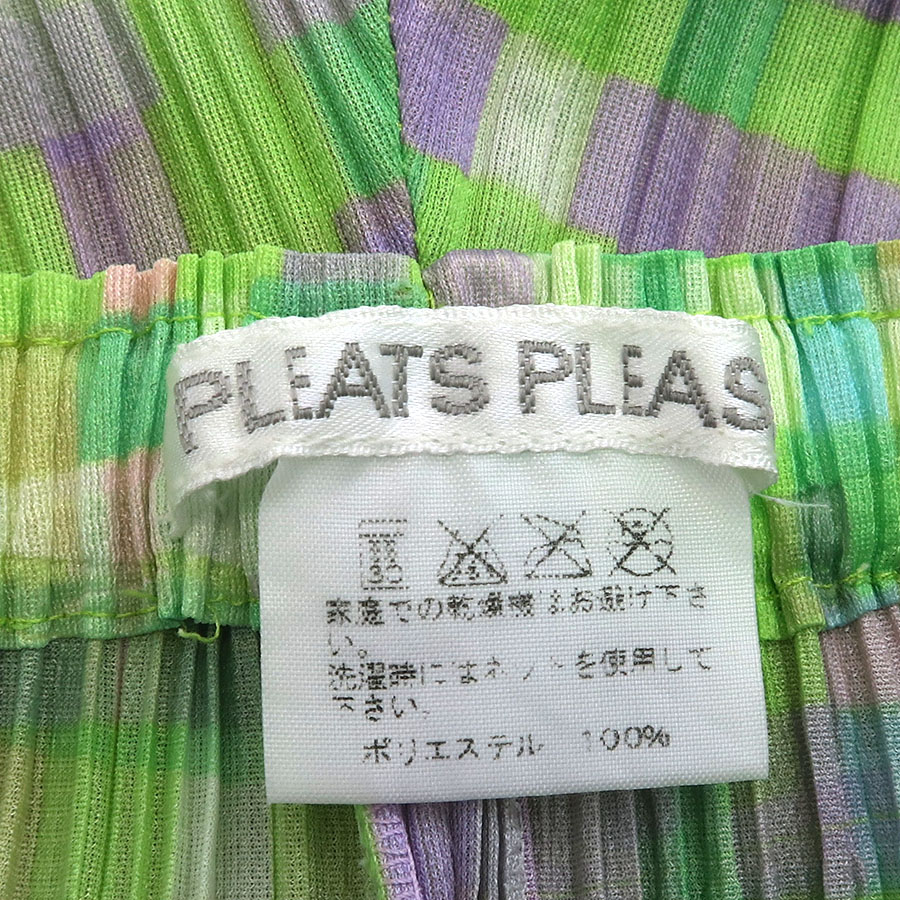 PLEATS PLEAS
家庭での乾燥機はお避け下さ
い。
洗濯時にはネットを使用して
下さい。
ポリエステル 100%